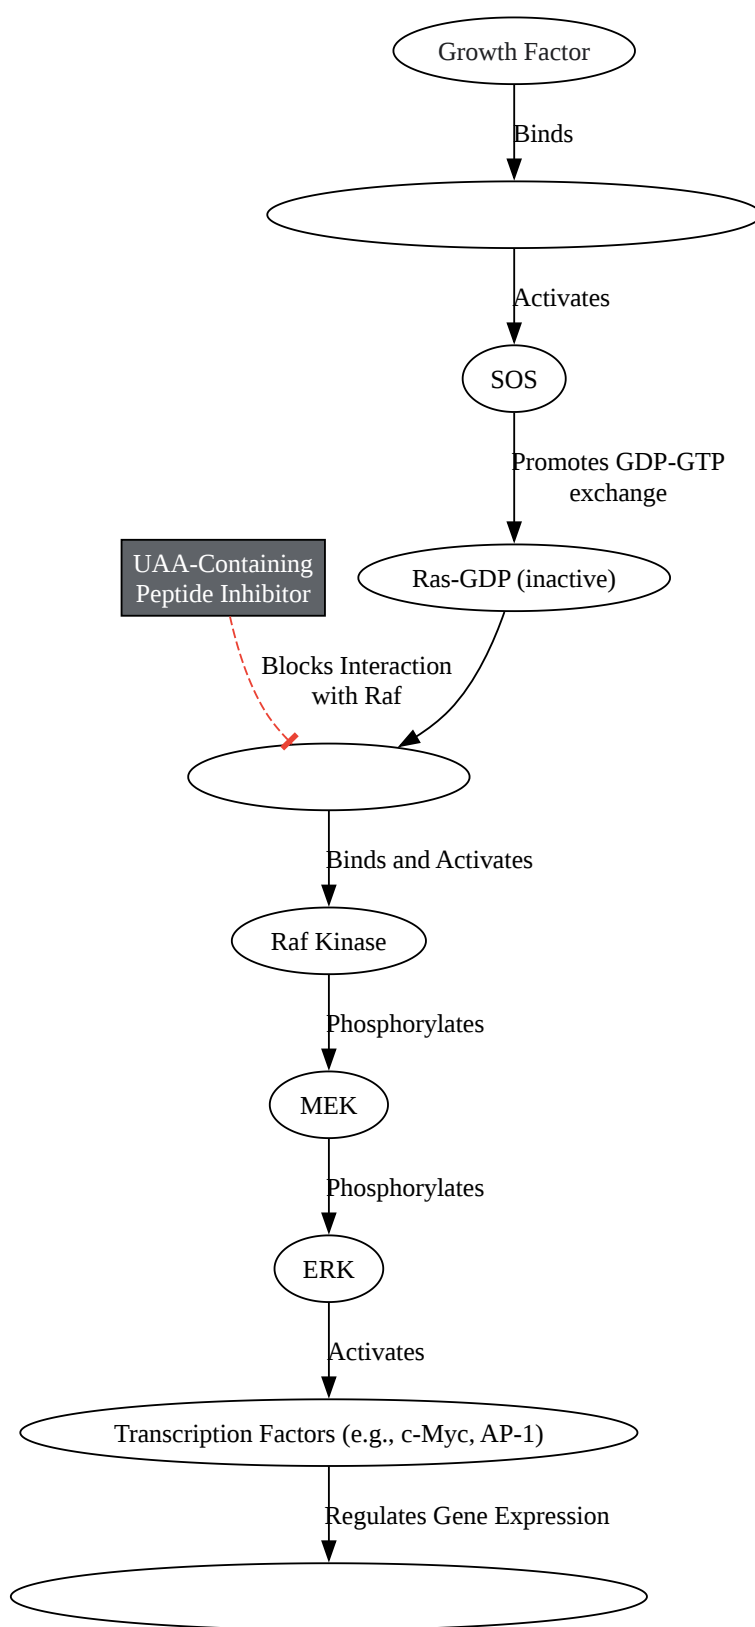 Growth Factor
Binds
Activates
SOS
Promotes GDP-GTP
exchange
UAA-Containing
Peptide Inhibitor
Ras-GDP (inactive)
Blocks Interaction
with Raf
Binds and Activates
Raf Kinase
Phosphorylates
MEK
Phosphorylates
ERK
Activates
Transcription Factors (e.g., c-Myc, AP-1)
Regulates Gene Expression